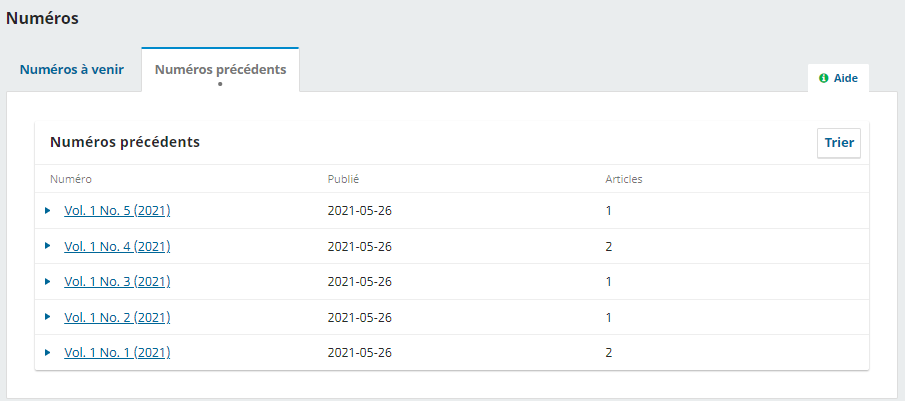 Numéros
Numéros à venir
Numéros précédents
Aide
Numéros précédents
Trier
Numéro Publié Articles
Vol. 1 No. 5 (2021) 2021-05-26 1
Vol. 1 No. 4 (2021) 2021-05-26 2
Vol. 1 No. 3 (2021) 2021-05-26 1
Vol. 1 No. 2 (2021) 2021-05-26 1
Vol. 1 No. 1 (2021) 2021-05-26 2